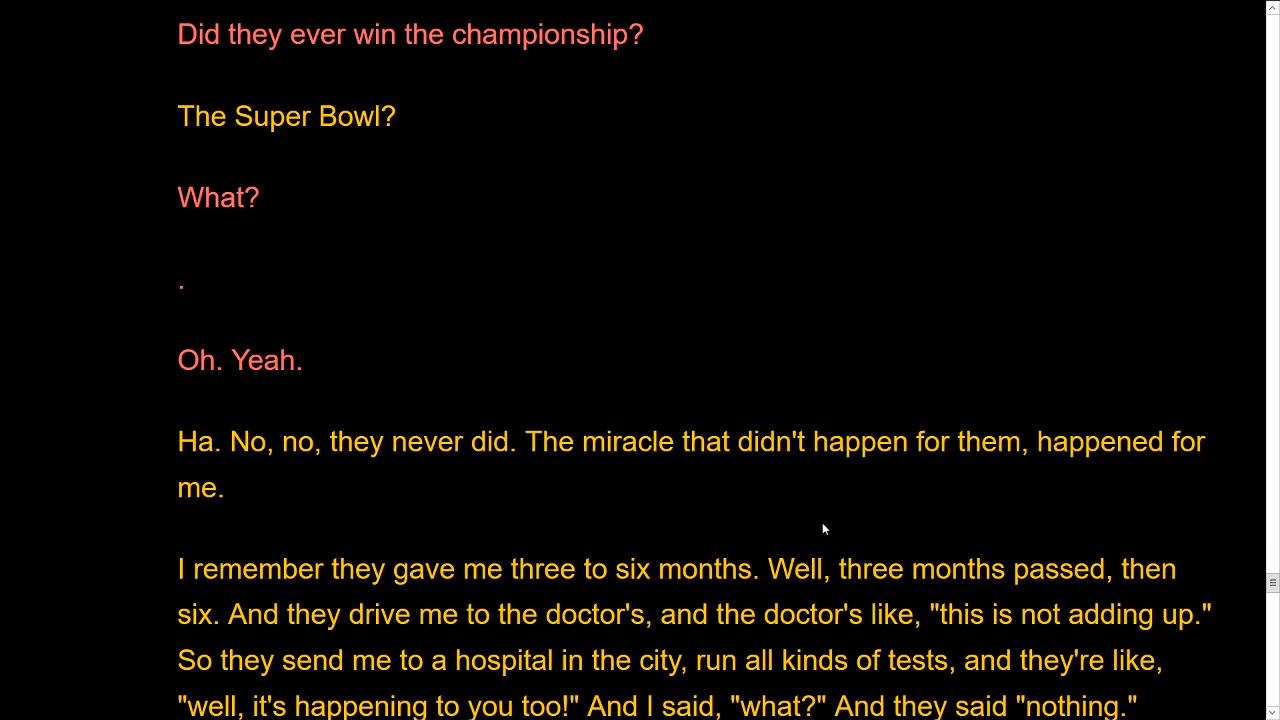 Did they ever win the championship?
The Super Bowl?
What?
.
Oh. Yeah.
Ha. No, no, they never did. The miracle that didn't happen for them, happened for
me.
I remember they gave me three to six months. Well, three months passed, then
six. And they drive me to the doctor's, and the doctor's like, "this is not adding up."
So they send me to a hospital in the city, run all kinds of tests, and they're like,
"well, it's happening to you too!" And I said, "what?" And they said "nothing."